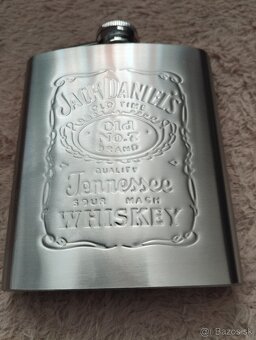 JACK DANIEL'S
OLD TIME
Old
NO.7
BRAND
QUALITY
Tennessee
SOUR MASH
WHISKEY
Bazos.sk